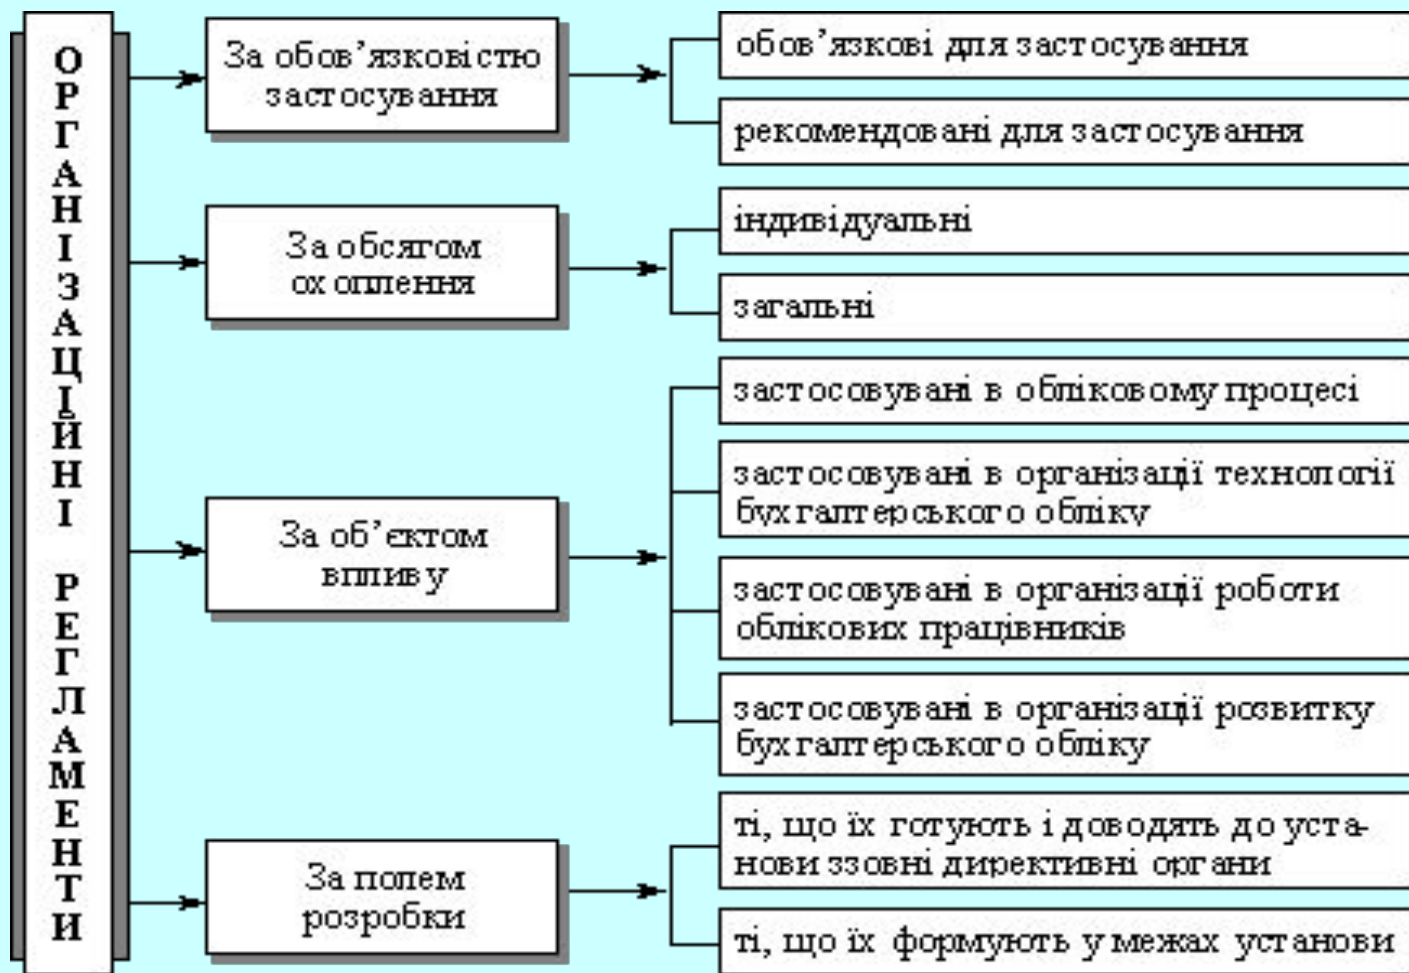 ОРГАНІЗАЦІЙНІ РЕГЛАМЕНТИ
За обов’язковістю
застосування
обов’язкові для застосування
рекомендовані для застосування
За обсягом
охоплення
індивідуальні
загальні
За об’єктом
впливу
застосовувані в обліковому процесі
застосовувані в організації технології
бухгалтерського обліку
застосовувані в організації роботи
облікових працівників
застосовувані в організації розвитку
бухгалтерського обліку
За полем
розробки
ті, що їх готують і доводять до уста-
нови ззовні директивні органи
ті, що їх формують у межах установи